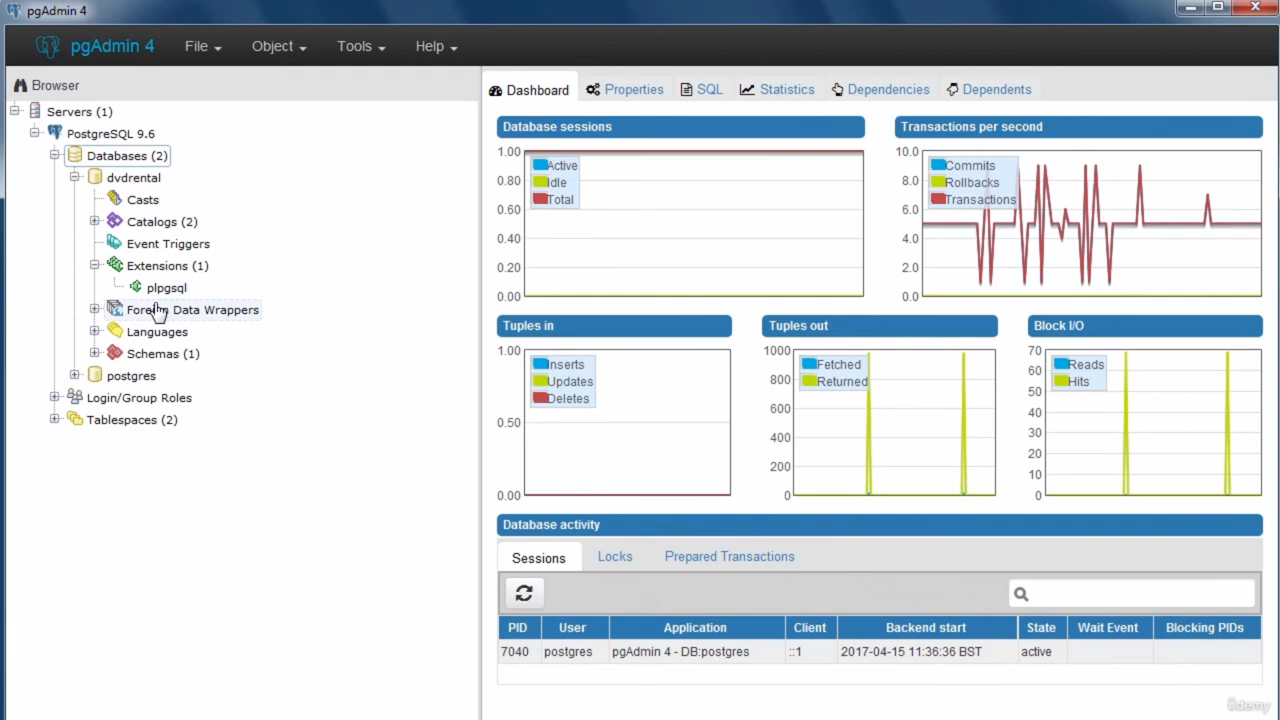 pgAdmin 4
pgAdmin 4 File Object Tools Help
Browser
Servers (1)
PostgreSQL 9.6
Databases (2)
dvdrental
Casts
Catalogs (2)
Event Triggers
Extensions (1)
plpgsql
Foreign Data Wrappers
Languages
Schemas (1)
postgres
Login/Group Roles
Tablespaces (2)
Dashboard Properties SQL Statistics Dependencies Dependents
Database sessions
1.00
0.80
0.60
0.40
0.20
0.00
Active
Idle
Total
Transactions per second
10.0
8.0
6.0
4.0
2.0
0.0
Commits
Rollbacks
Transactions
Tuples in
1.00
0.50
0.00
Inserts
Updates
Deletes
Tuples out
1000
800
600
400
200
0
Fetched
Returned
Block I/O
70
60
50
40
30
20
10
0
Reads
Hits
Database activity
Sessions Locks Prepared Transactions
PID User Application Client Backend start State Wait Event Blocking PIDs
7040 postgres pgAdmin 4 - DB:postgres ::1 2017-04-15 11:36:36 BST active
Udemy